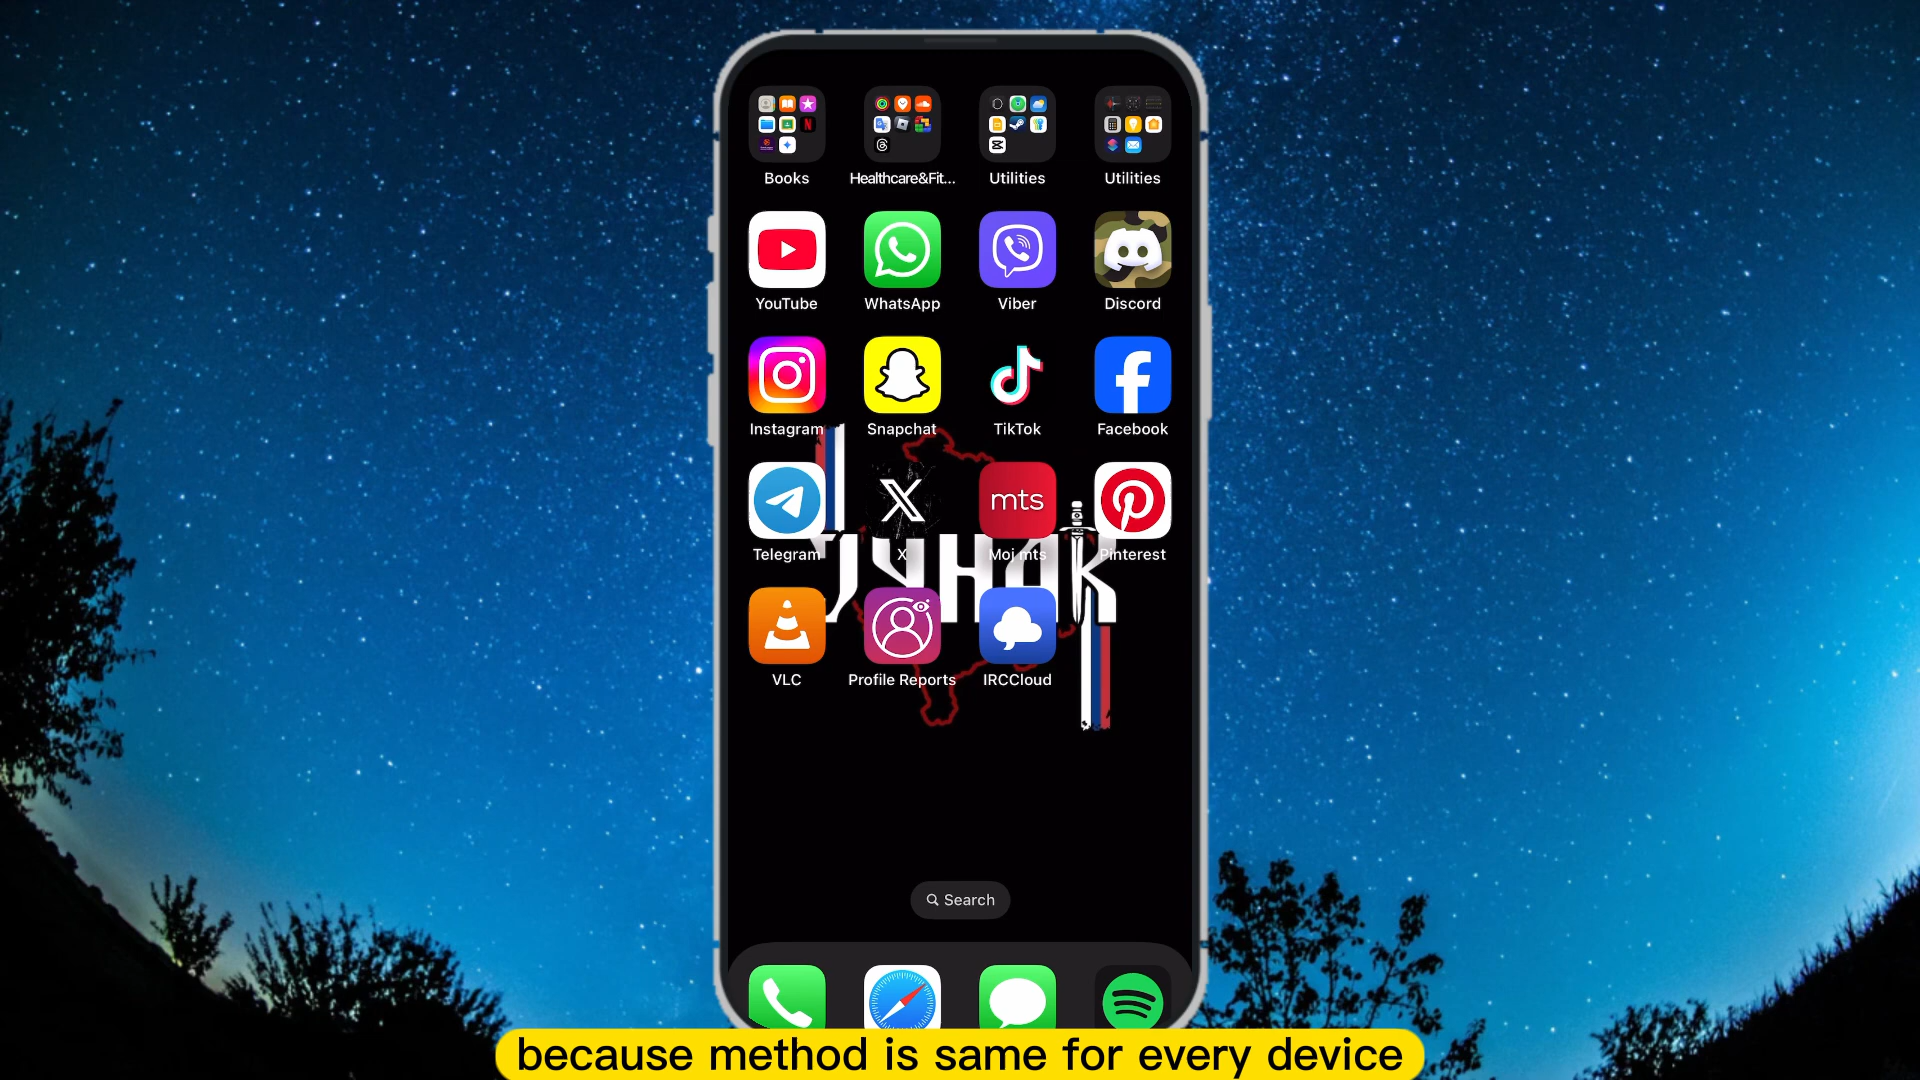 Books Healthcare&Fit... Utilities Utilities
YouTube WhatsApp Viber Discord
Instagram Snapchat TikTok Facebook
mts
Telegram X Moj mts Pinterest
ЈУНАК
VLC Profile Reports IRCCloud
Search
because method is same for every device